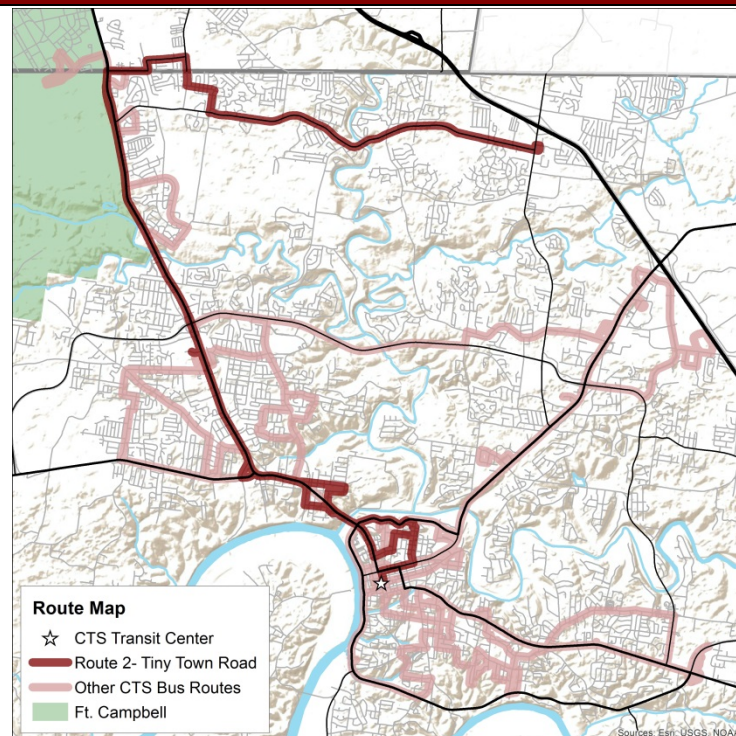 Route Map
CTS Transit Center
Route 2- Tiny Town Road
Other CTS Bus Routes
Ft. Campbell
Sources: Esri, USGS, NOAA